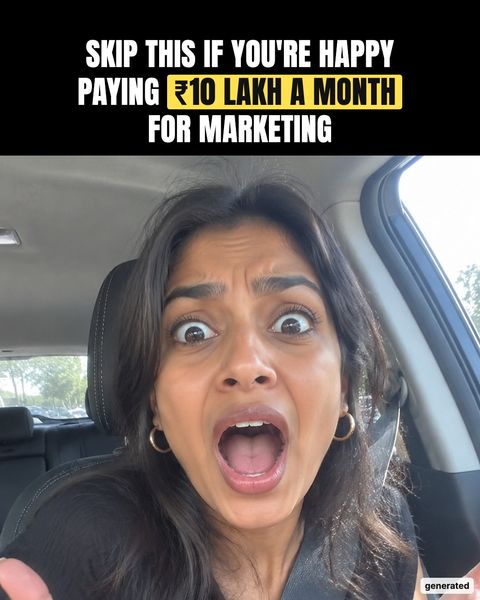 SKIP THIS IF YOU'RE HAPPY
PAYING ₹10 LAKH A MONTH
FOR MARKETING
generated